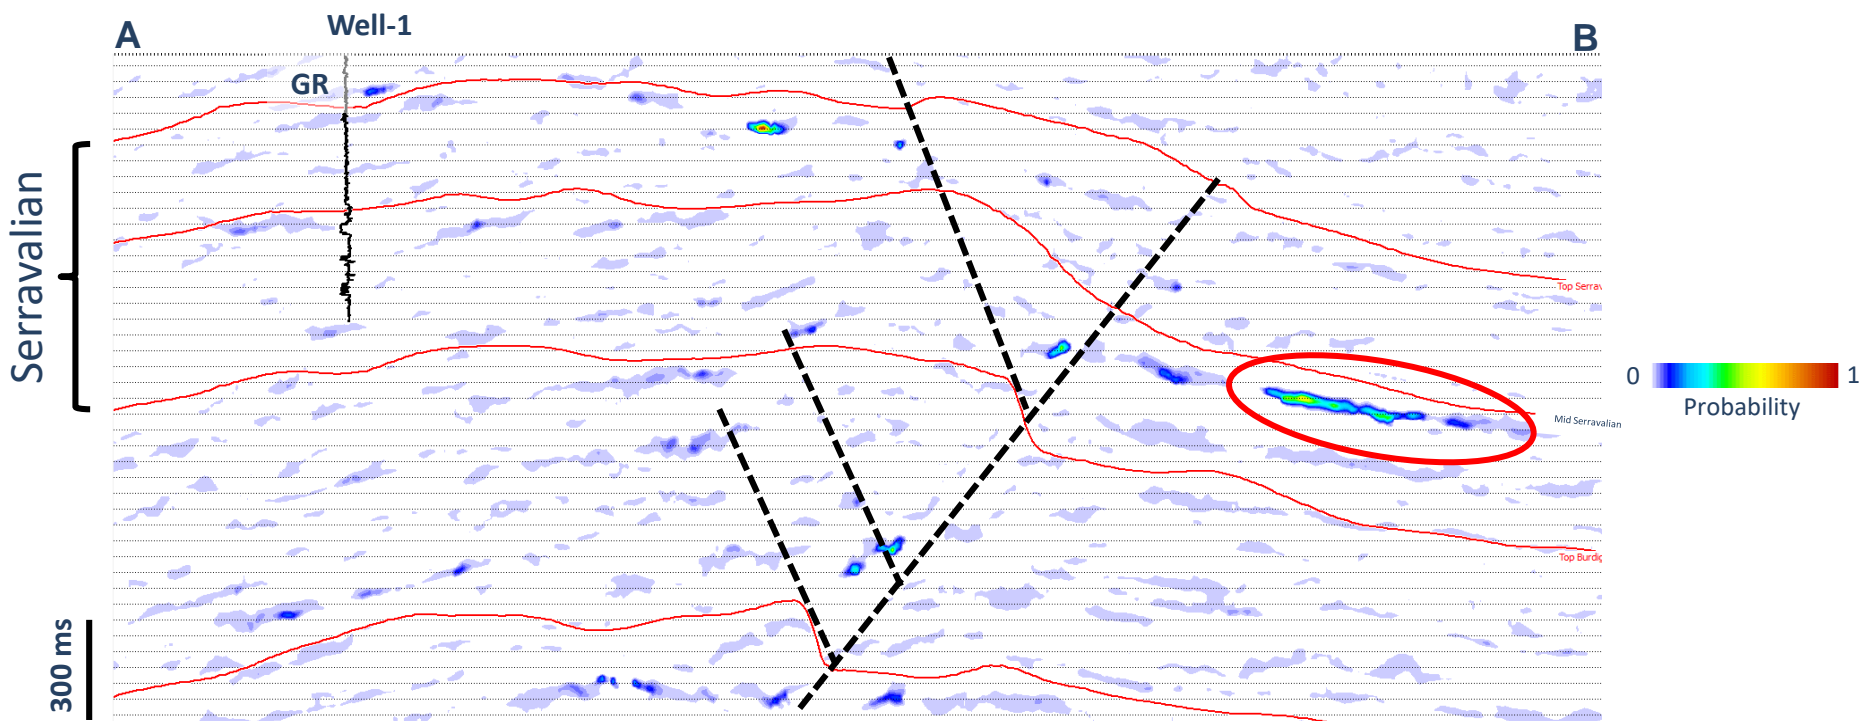 Well-1
A
B
GR
Serravalian
Top Serrav
Mid Serravalian
0
1
Probability
Top Burdig
300 ms